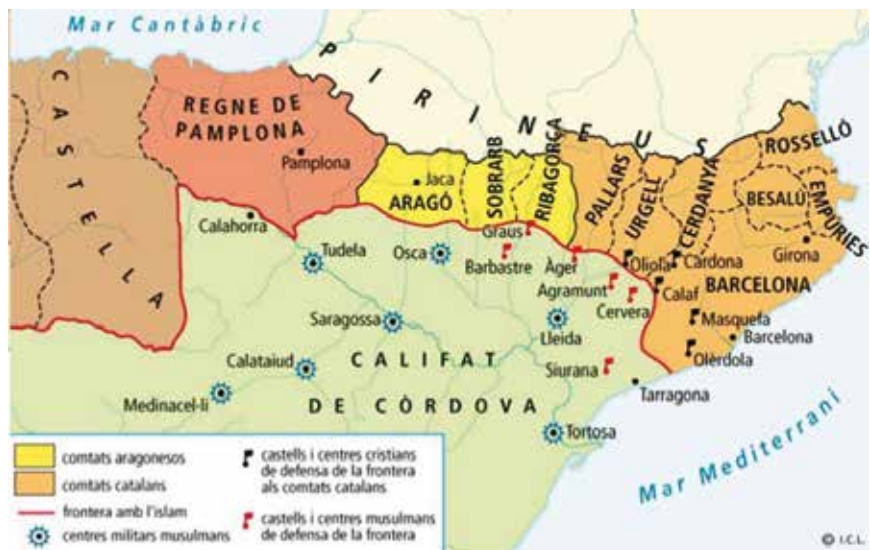 Mar Cantàbric
PIRINEUS
CASTELLA
REGNE DE
PAMPLONA
Pamplona
Jaca
ARAGÓ
SOBRARB
RIBAGORÇA
PALLARS
URGELL
CERDANYA
ROSSELLÓ
BESALÚ
EMPÚRIES
Girona
BARCELONA
Calahorra
Tudela
Osca
Graus
Barbastre
Àger
Oliola
Cardona
Agramunt
Calaf
Cervera
Masquefa
Barcelona
Olèrdola
Saragossa
Lleida
Siurana
Tarragona
Calataiud
CALIFAT
DE CÒRDOVA
Medinacel·li
Tortosa
Mar Mediterrani
comtats aragonesos
comtats catalans
frontera amb l'islam
centres militars musulmans
castells i centres cristians
de defensa de la frontera
als comtats catalans
castells i centres musulmans
de defensa de la frontera
© I.C.L.